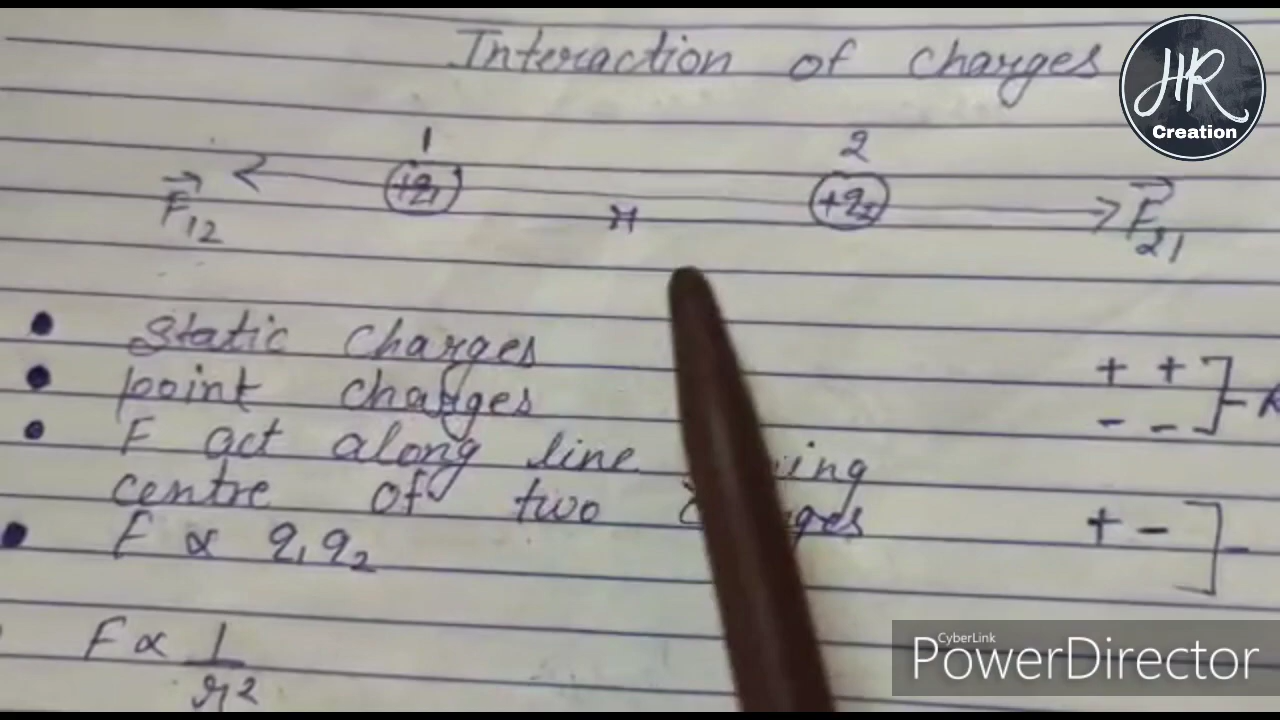 Interaction of charges
HR
Creation
1 2
+q₁ +q₂
F₁₂ r F₂₁
• Static charges
• point charges
+ +
- -
• F act along line
centre of two
+ -
• F ∝ q₁q₂
F ∝ 1/r²
CyberLink
PowerDirector